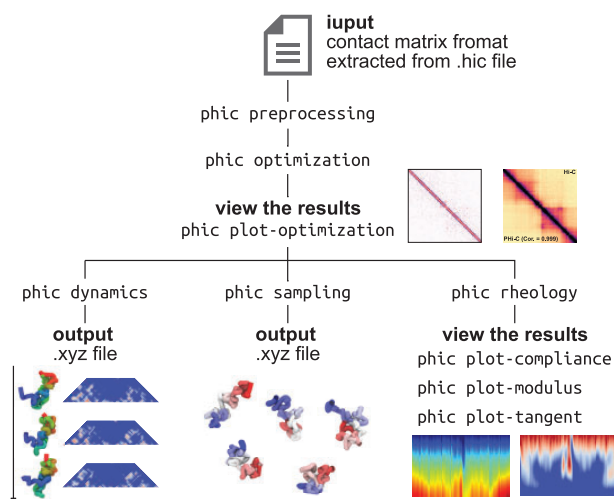 iuput
contact matrix fromat
extracted from .hic file
phic preprocessing
phic optimization
view the results
phic plot-optimization
Hi-C
PHi-C (Cor. = 0.999)
phic dynamics
phic sampling
phic rheology
output
.xyz file
output
.xyz file
view the results
phic plot-compliance
phic plot-modulus
phic plot-tangent